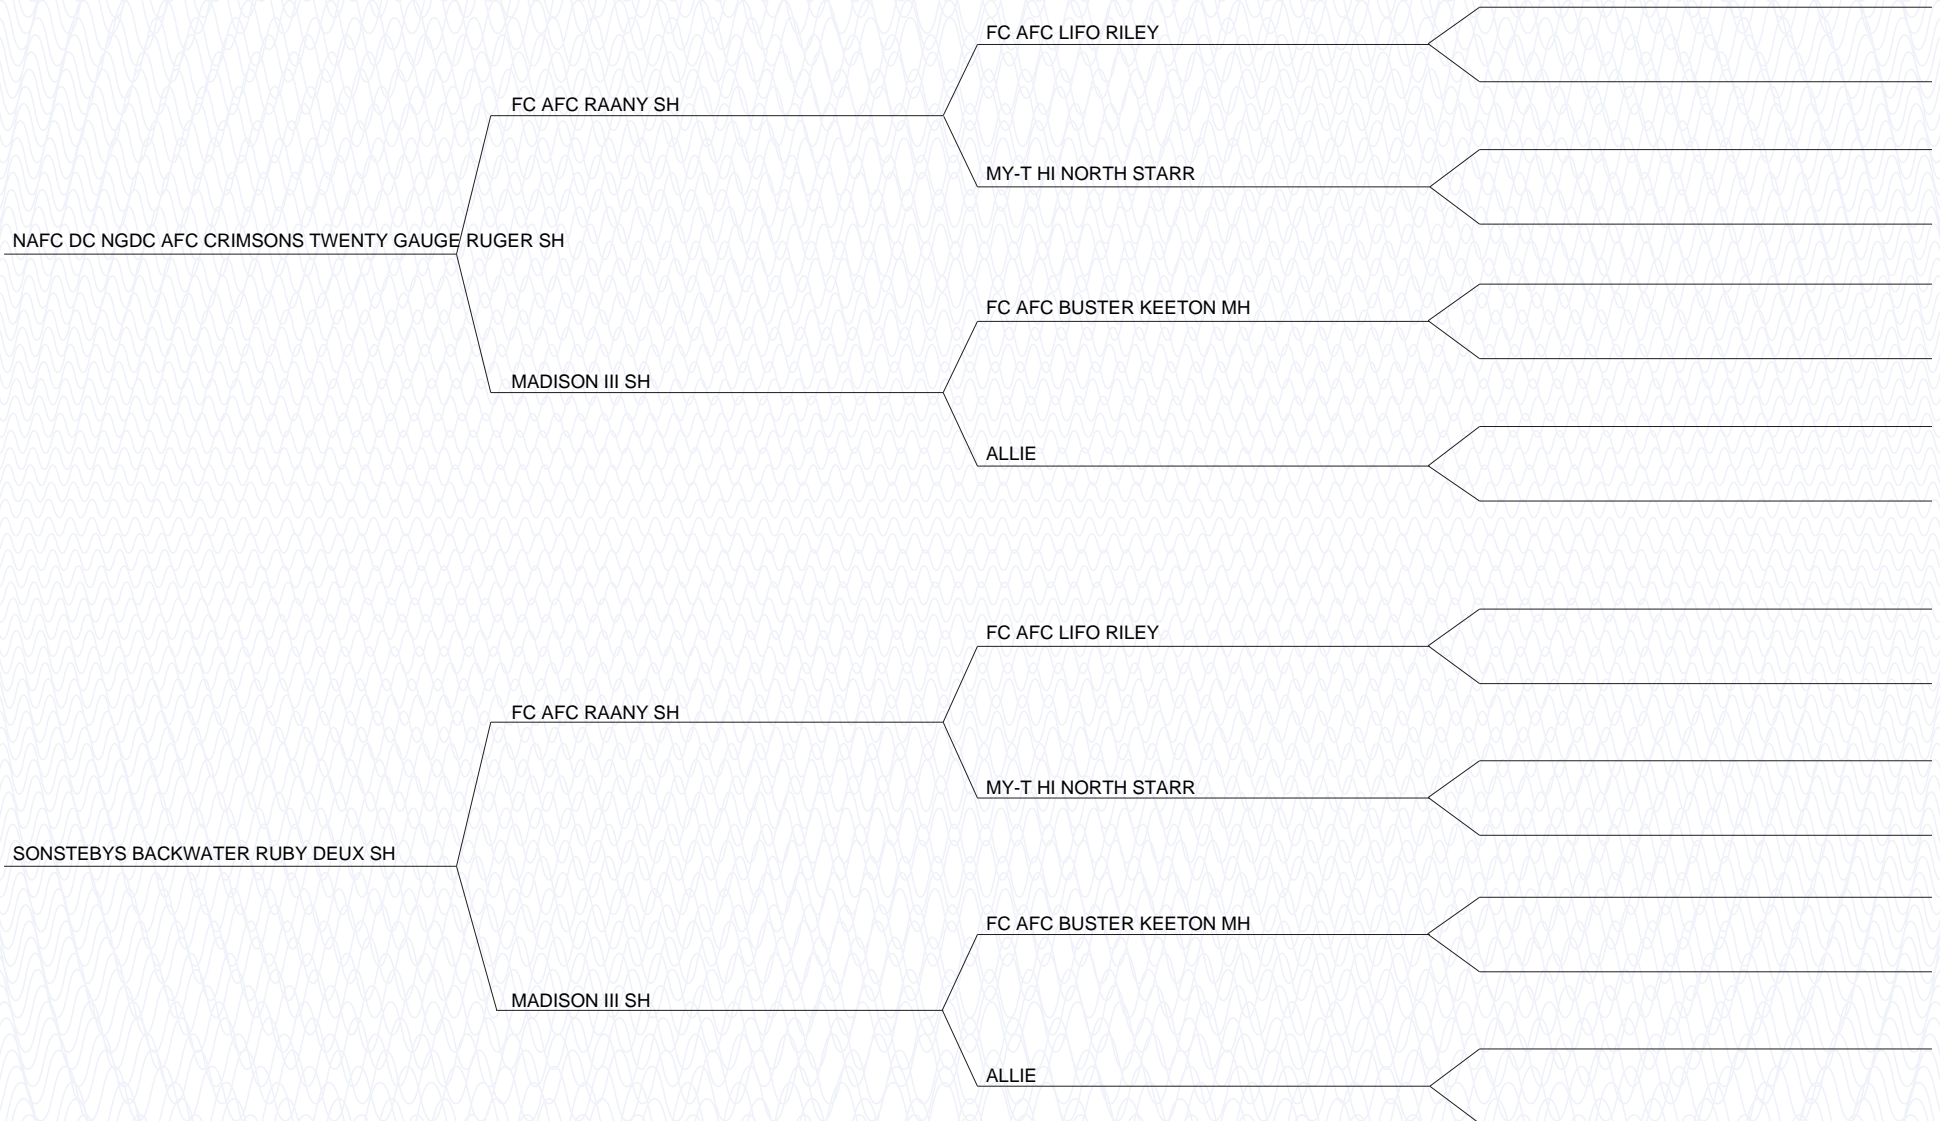 FC AFC LIFO RILEY
FC AFC RAANY SH
MY-T HI NORTH STARR
NAFC DC NGDC AFC CRIMSONS TWENTY GAUGE RUGER SH
FC AFC BUSTER KEETON MH
MADISON III SH
ALLIE
FC AFC LIFO RILEY
FC AFC RAANY SH
MY-T HI NORTH STARR
SONSTEBYS BACKWATER RUBY DEUX SH
FC AFC BUSTER KEETON MH
MADISON III SH
ALLIE